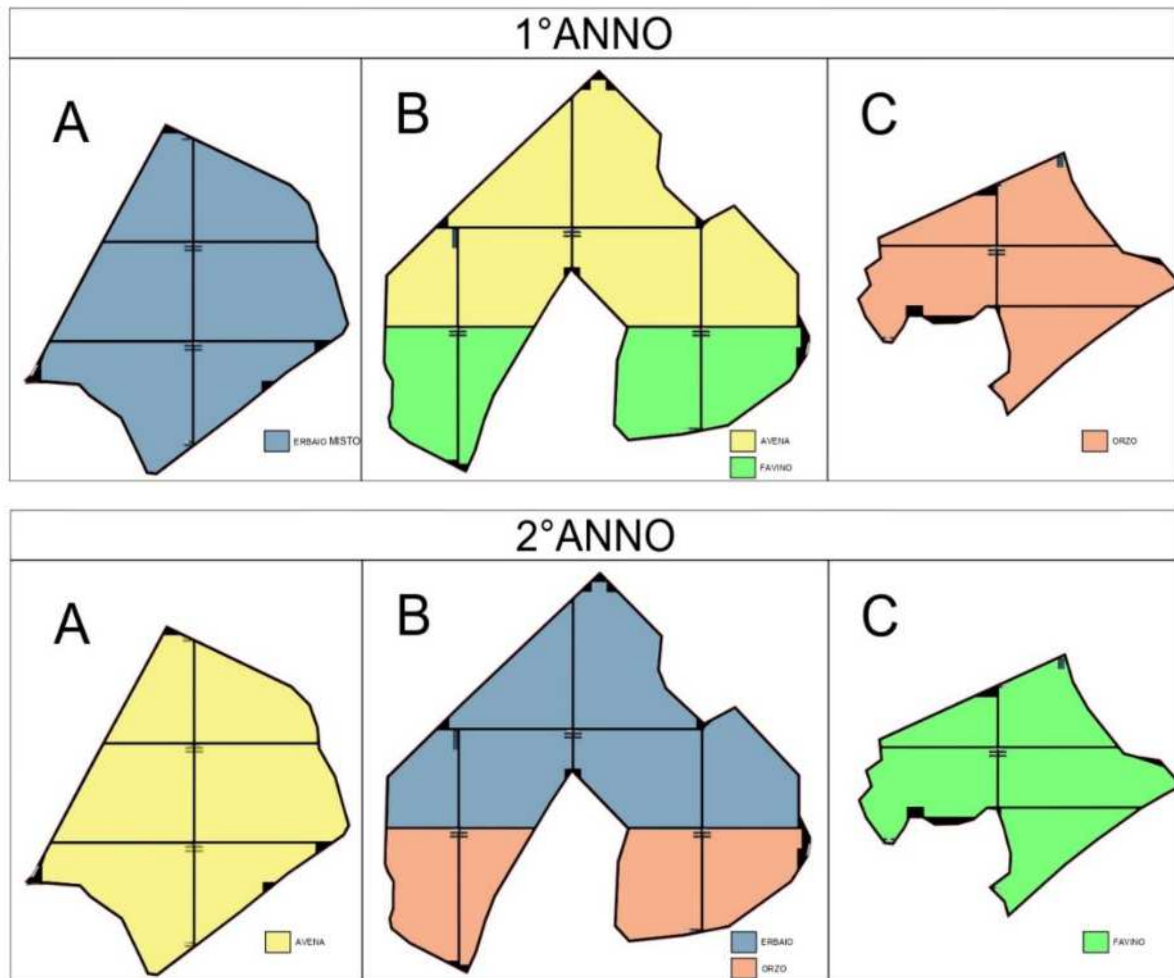 1°ANNO
A
B
C
ERBAIO MISTO
AVENA
FAVINO
ORZO
2°ANNO
A
B
C
AVENA
ERBAIO
ORZO
FAVINO